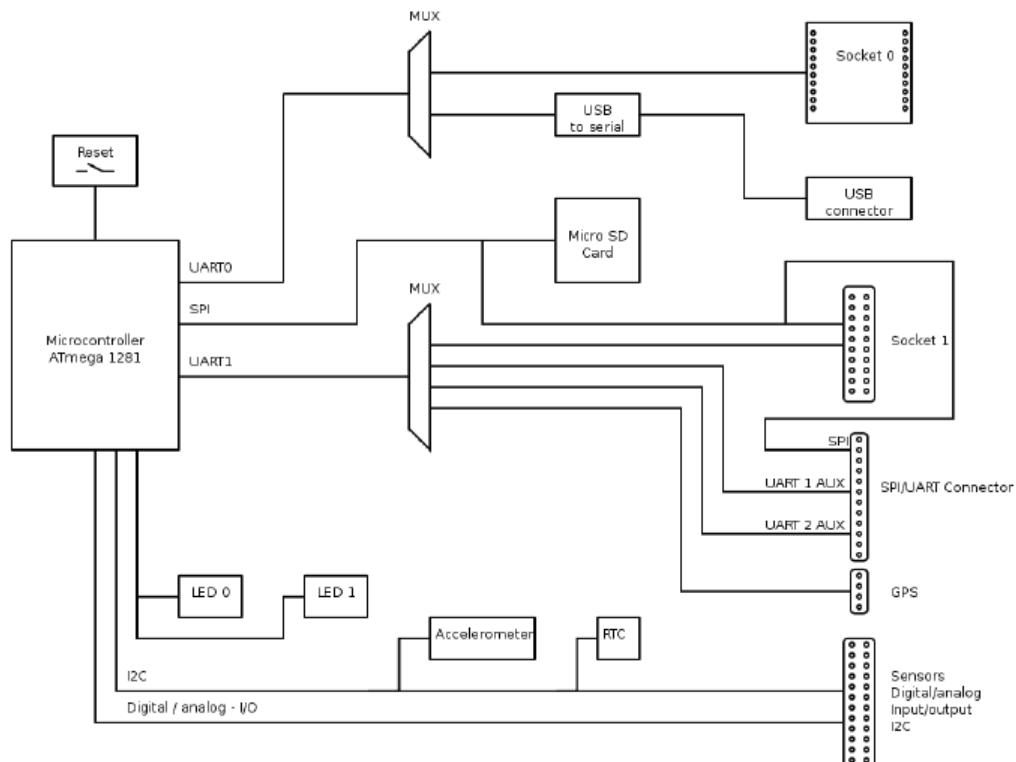 MUX
Socket 0
USB
to serial
Reset
USB
connector
Micro SD
Card
UART0
MUX
SPI
Microcontroller
ATmega 1281
Socket 1
UART1
SPI
UART 1 AUX
SPI/UART Connector
UART 2 AUX
LED 0
LED 1
GPS
Accelerometer
RTC
I2C
Digital / analog - I/O
Sensors
Digital/analog
Input/output
I2C